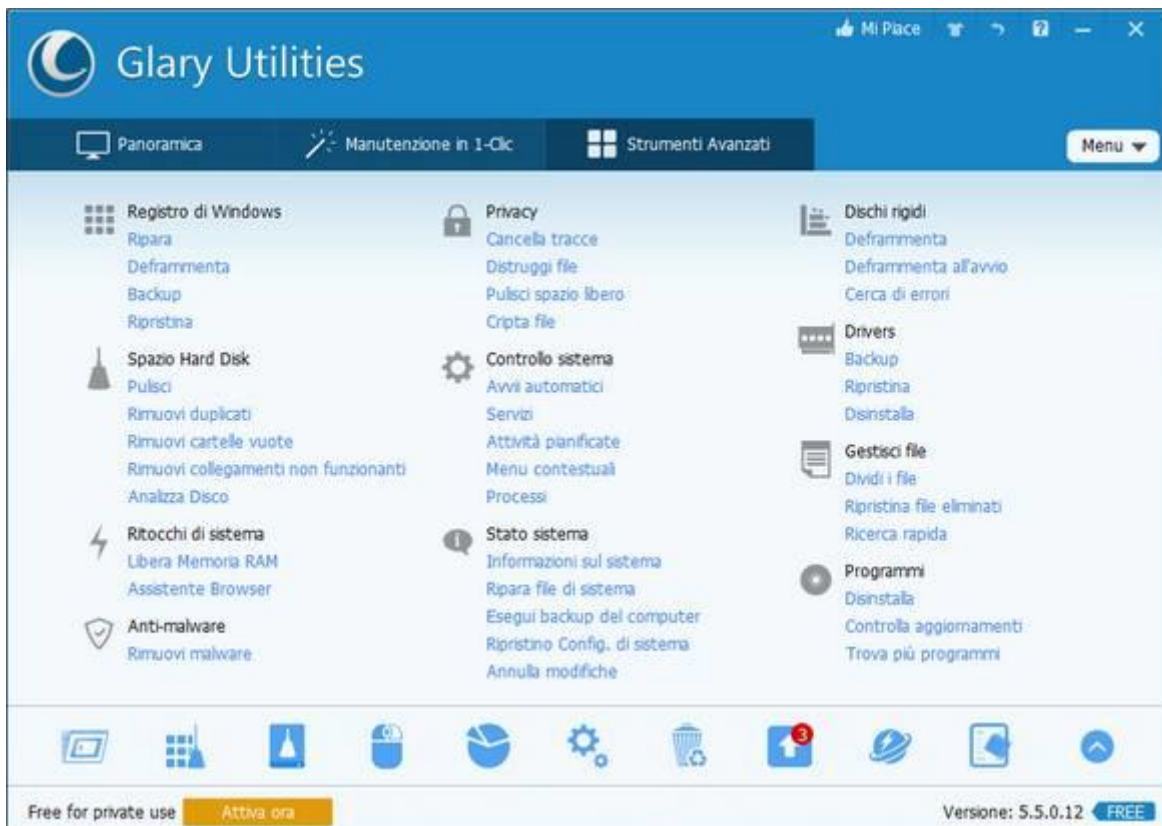 Mi Piace
Glary Utilities
Panoramica
Manutenzione in 1-Clic
Strumenti Avanzati
Menu
Registro di Windows
Ripara
Deframmenta
Backup
Ripristina
Spazio Hard Disk
Pulisci
Rimuovi duplicati
Rimuovi cartelle vuote
Rimuovi collegamenti non funzionanti
Analizza Disco
Ritocchi di sistema
Libera Memoria RAM
Assistente Browser
Anti-malware
Rimuovi malware
Privacy
Cancella tracce
Distruggi file
Pulisci spazio libero
Cripta file
Controllo sistema
Avvii automatici
Servizi
Attività pianificate
Menu contestuali
Processi
Stato sistema
Informazioni sul sistema
Ripara file di sistema
Esegui backup del computer
Ripristino Config. di sistema
Annulla modifiche
Dischi rigidi
Deframmenta
Deframmenta all'avvio
Cerca di errori
Drivers
Backup
Ripristina
Disinstalla
Gestisci file
Dividi i file
Ripristina file eliminati
Ricerca rapida
Programmi
Disinstalla
Controlla aggiornamenti
Trova più programmi
3
Free for private use
Attiva ora
Versione: 5.5.0.12
FREE